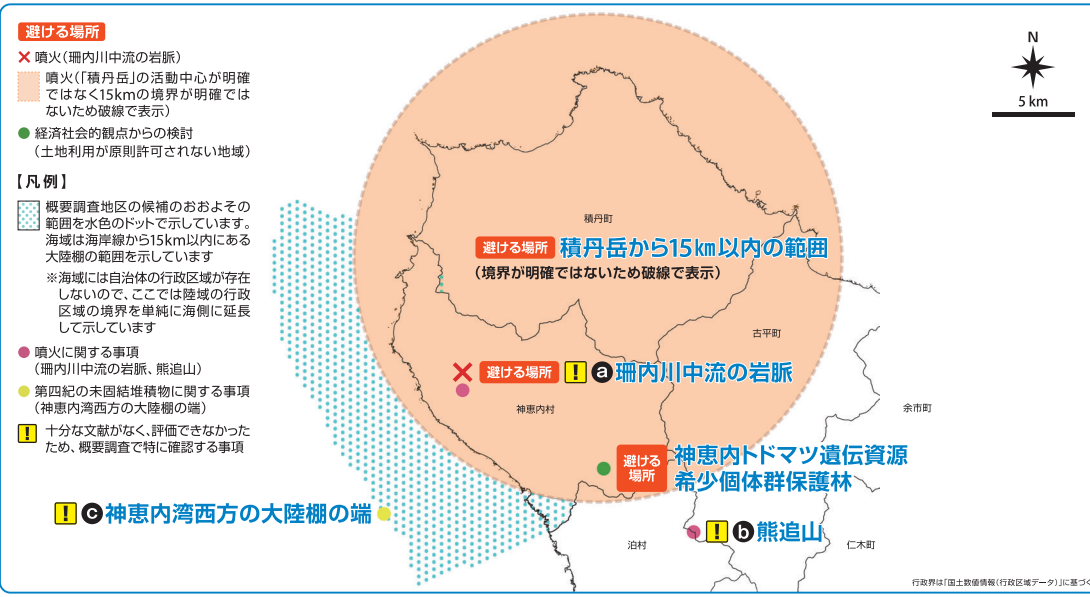 避ける場所
噴火(珊内川中流の岩脈)
噴火(「積丹岳」の活動中心が明確
ではなく15kmの境界が明確では
ないため破線で表示)
経済社会的観点からの検討
(土地利用が原則許可されない地域)
【凡例】
概要調査地区の候補のおおよその
範囲を水色のドットで示しています。
海域は海岸線から15km以内にある
大陸棚の範囲を示しています
※海域には自治体の行政区域が存在
しないので、ここでは陸域の行政
区域の境界を単純に海側に延長
して示しています
噴火に関する事項
(珊内川中流の岩脈、熊追山)
第四紀の未固結堆積物に関する事項
(神恵内湾西方の大陸棚の端)
! 十分な文献がなく、評価できなかった
ため、概要調査で特に確認する事項
N
5 km
積丹町
避ける場所 積丹岳から15km以内の範囲
(境界が明確ではないため破線で表示)
古平町
避ける場所 ! a 珊内川中流の岩脈
神恵内村
余市町
避ける
場所
神恵内トドマツ遺伝資源
希少個体群保護林
! c 神恵内湾西方の大陸棚の端
! b 熊追山
泊村
仁木町
行政界は「国土数値情報(行政区域データ)」に基づく